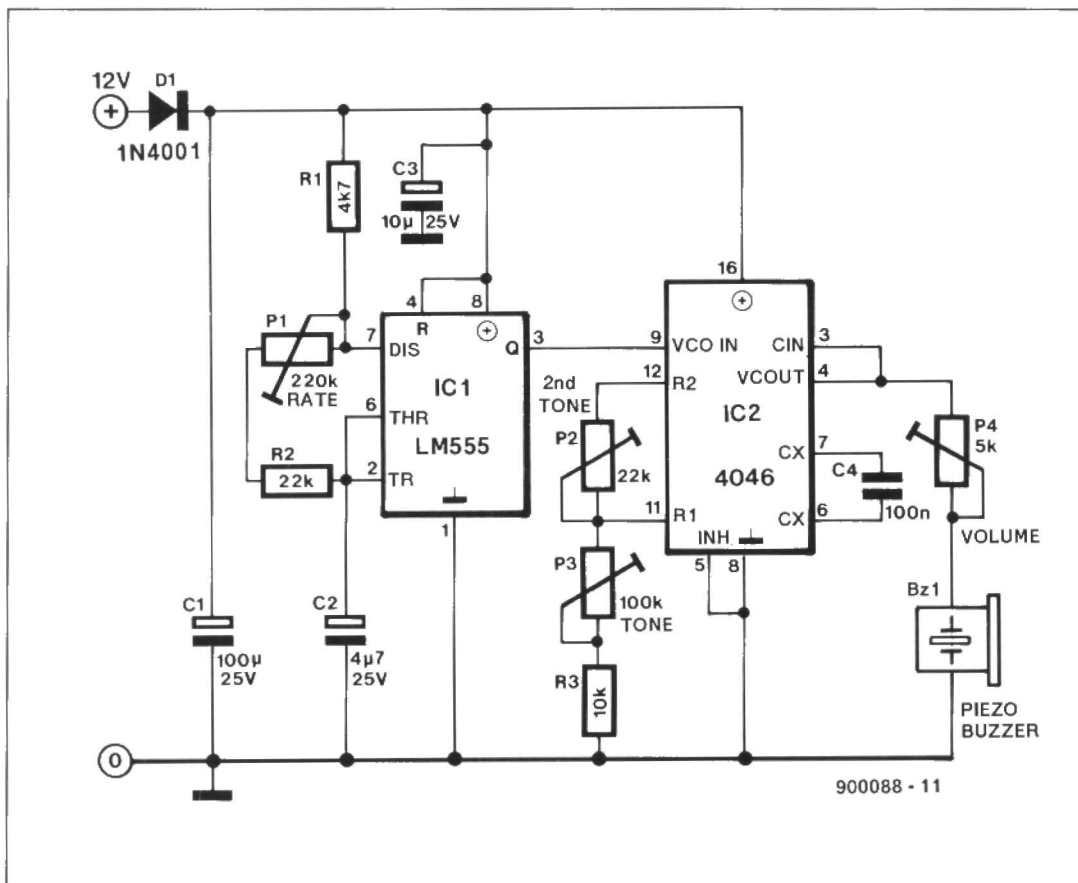 12V
D1
1N4001
R1
4k7
C3
10µ 25V
P1
220k
RATE
R2
22k
4
8
R
7
DIS
Q
3
6
THR
IC1
LM555
2
TR
1
C1
100µ
25V
C2
4µ7
25V
16
9
VCO IN
CIN
3
12
R2
VCOUT
4
2nd
TONE
IC2
P2
22k
4046
CX
7
C4
100n
11
R1
CX
6
INH
5
8
P3
100k
TONE
R3
10k
P4
5k
VOLUME
Bz1
PIEZO
BUZZER
0
900088 - 11